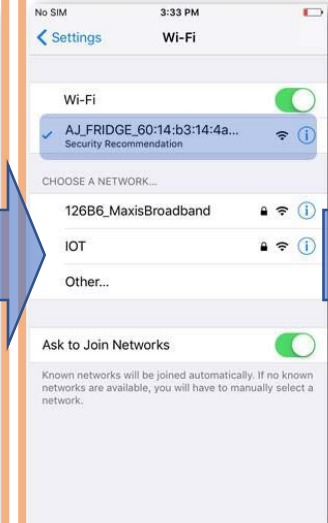 No SIM 3:33 PM
Settings Wi-Fi
Wi-Fi
AJ_FRIDGE_60:14:b3:14:4a...
Security Recommendation
CHOOSE A NETWORK...
126B6_MaxisBroadband
IOT
Other...
Ask to Join Networks
Known networks will be joined automatically. If no known
networks are available, you will have to manually select a
network.